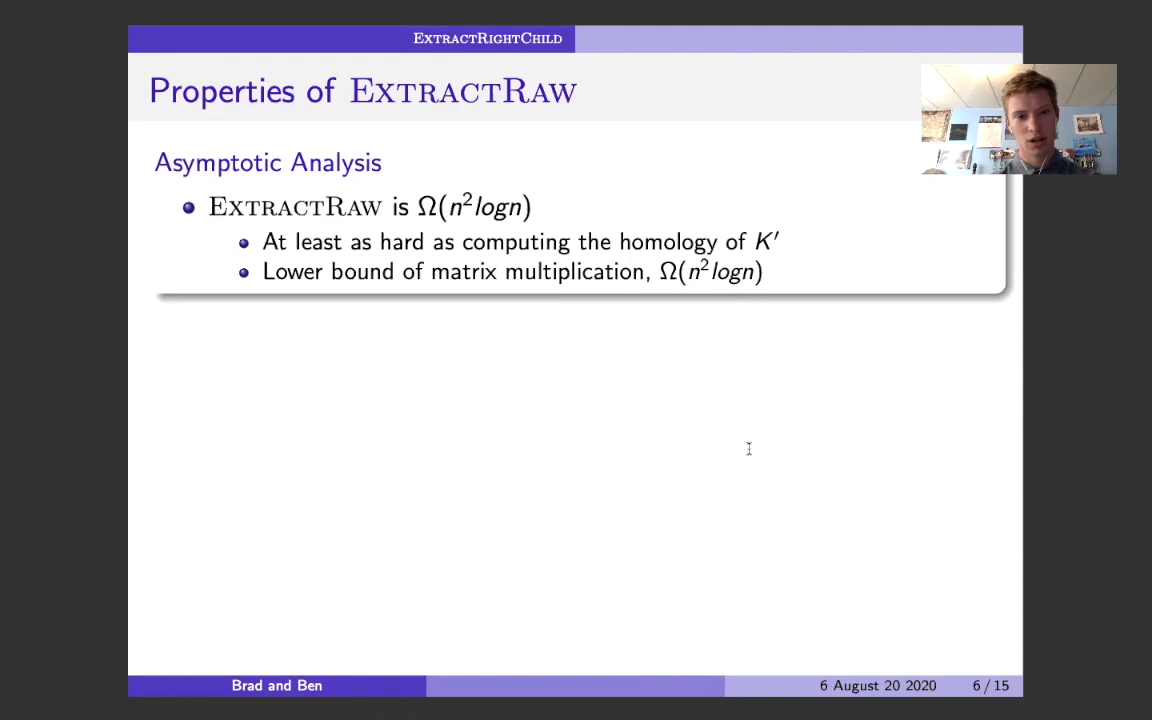 EXTRACTRIGHTCHILD
Properties of EXTRACTRAW
Asymptotic Analysis
EXTRACTRAW is Ω(n²logn)
At least as hard as computing the homology of K′
Lower bound of matrix multiplication, Ω(n²logn)
Brad and Ben 6 August 20 2020 6 / 15